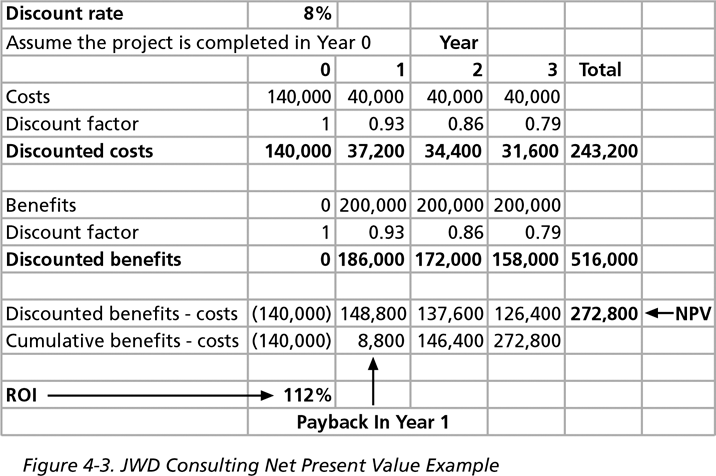 Discount rate 8%
Assume the project is completed in Year 0 Year
0 1 2 3 Total
Costs 140,000 40,000 40,000 40,000
Discount factor 1 0.93 0.86 0.79
Discounted costs 140,000 37,200 34,400 31,600 243,200
Benefits 0 200,000 200,000 200,000
Discount factor 1 0.93 0.86 0.79
Discounted benefits 0 186,000 172,000 158,000 516,000
Discounted benefits - costs (140,000) 148,800 137,600 126,400 272,800 NPV
Cumulative benefits - costs (140,000) 8,800 146,400 272,800
ROI 112%
Payback In Year 1
Figure 4-3. JWD Consulting Net Present Value Example